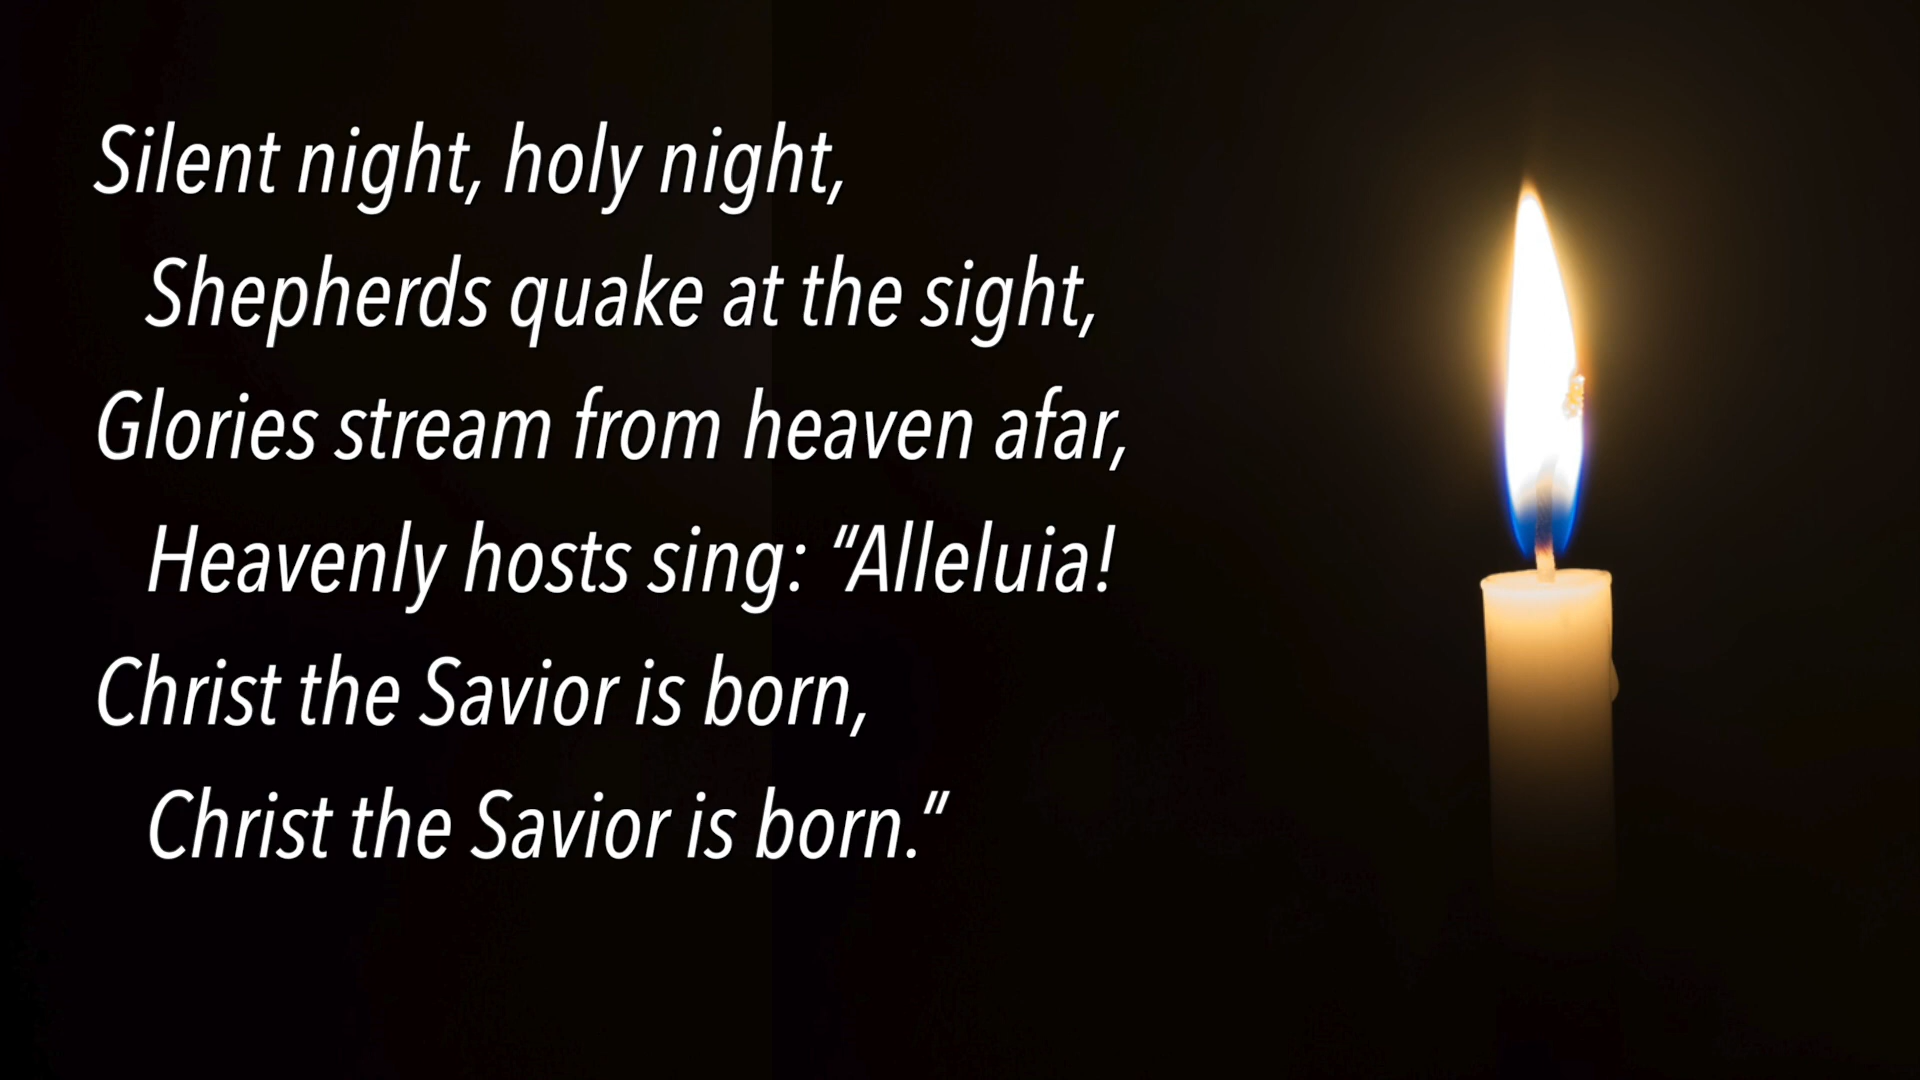 Silent night, holy night,
Shepherds quake at the sight,
Glories stream from heaven afar,
Heavenly hosts sing: “Alleluia!
Christ the Savior is born,
Christ the Savior is born.”